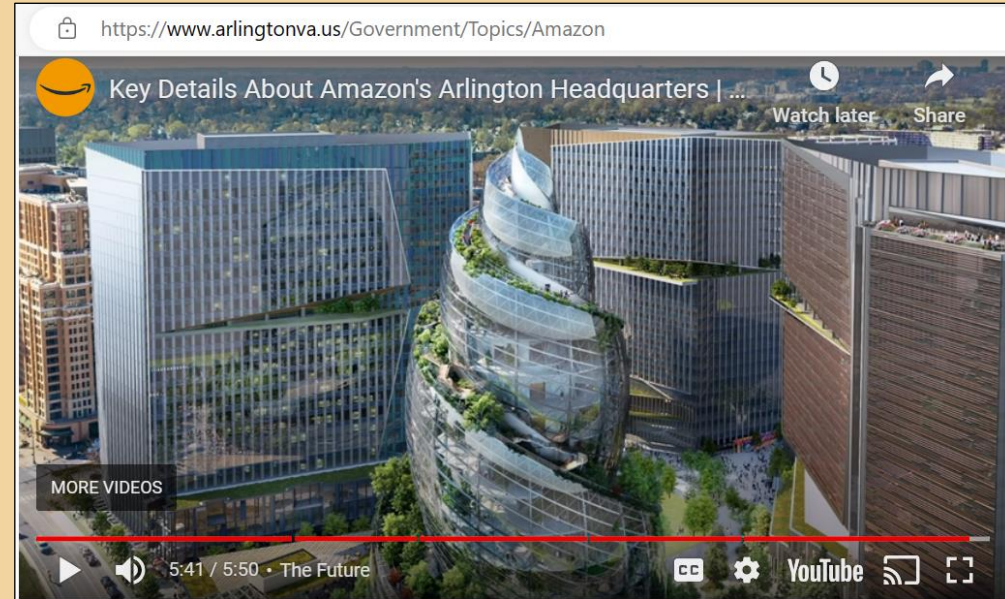 https://www.arlingtonva.us/Government/Topics/Amazon
Key Details About Amazon's Arlington Headquarters | ...
Watch later
Share
MORE VIDEOS
5:41 / 5:50 • The Future
CC
YouTube